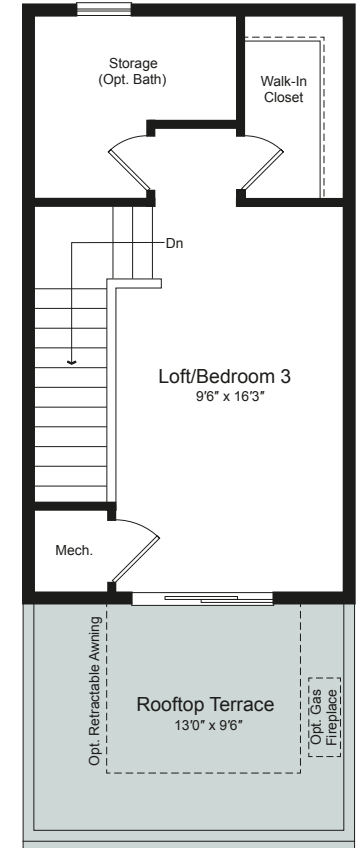 Storage
(Opt. Bath)
Walk-In
Closet
Dn
Loft/Bedroom 3
9′6″ x 16′3″
Mech.
Opt. Retractable Awning
Rooftop Terrace
13′0″ x 9′6″
Opt. Gas
Fireplace